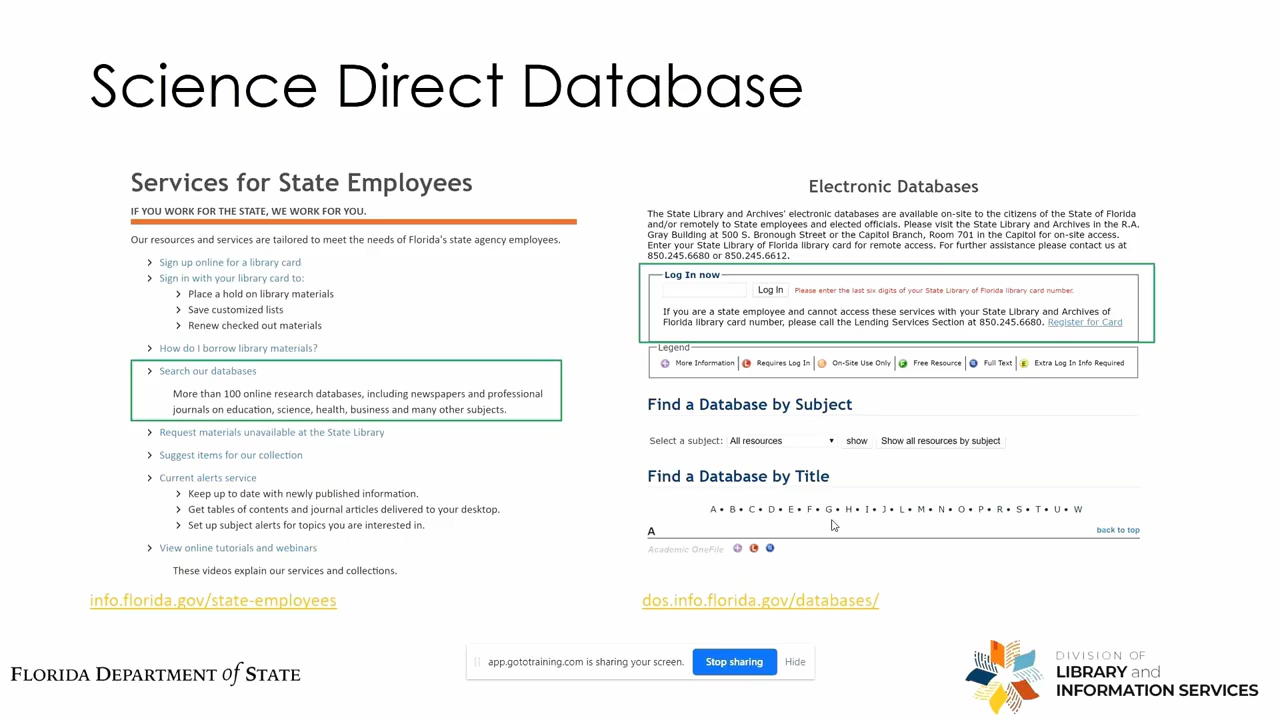 Science Direct Database
Services for State Employees
IF YOU WORK FOR THE STATE, WE WORK FOR YOU.
Our resources and services are tailored to meet the needs of Florida's state agency employees.
Sign up online for a library card
Sign in with your library card to:
Place a hold on library materials
Save customized lists
Renew checked out materials
How do I borrow library materials?
Search our databases
More than 100 online research databases, including newspapers and professional
journals on education, science, health, business and many other subjects.
Request materials unavailable at the State Library
Suggest items for our collection
Current alerts service
Keep up to date with newly published information.
Get tables of contents and journal articles delivered to your desktop.
Set up subject alerts for topics you are interested in.
View online tutorials and webinars
These videos explain our services and collections.
info.florida.gov/state-employees
Electronic Databases
The State Library and Archives' electronic databases are available on-site to the citizens of the State of Florida
and/or remotely to State employees and elected officials. Please visit the State Library and Archives in the R.A.
Gray Building at 500 S. Bronough Street or the Capitol Branch, Room 701 in the Capitol for on-site access.
Enter your State Library of Florida library card for remote access. For further assistance please contact us at
850.245.6680 or 850.245.6612.
Log In now
Log In Please enter the last six digits of your State Library of Florida library card number.
If you are a state employee and cannot access these services with your State Library and Archives of
Florida library card number, please call the Lending Services Section at 850.245.6680. Register for Card
Legend
More Information Requires Log In On-Site Use Only Free Resource Full Text Extra Log In Info Required
Find a Database by Subject
Select a subject: All resources show Show all resources by subject
Find a Database by Title
A • B • C • D • E • F • G • H • I • J • L • M • N • O • P • R • S • T • U • W
A back to top
Academic OneFile
dos.info.florida.gov/databases/
FLORIDA DEPARTMENT of STATE
app.gototraining.com is sharing your screen. Stop sharing Hide
DIVISION OF
LIBRARY and
INFORMATION SERVICES